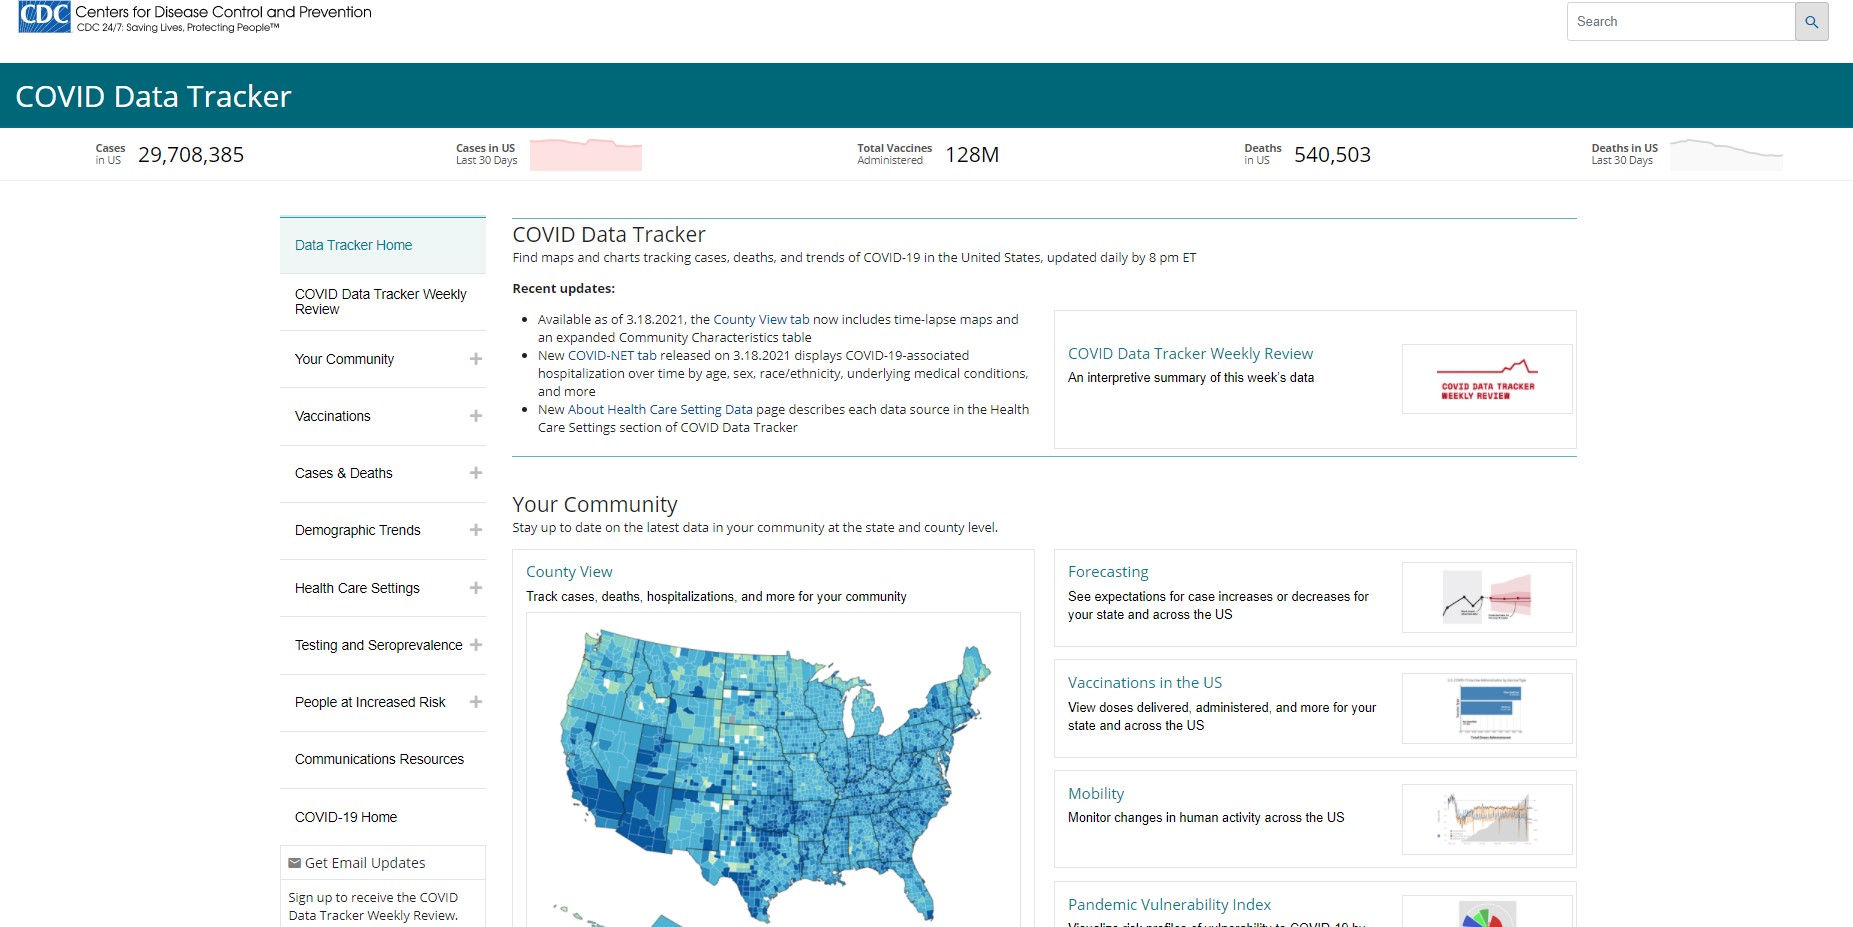 CDC Centers for Disease Control and Prevention
CDC 24/7: Saving Lives, Protecting People™
Search
COVID Data Tracker
Cases
in US
29,708,385
Cases in US
Last 30 Days
Total Vaccines
Administered
128M
Deaths
in US
540,503
Deaths in US
Last 30 Days
Data Tracker Home
COVID Data Tracker Weekly
Review
Your Community
Vaccinations
Cases & Deaths
Demographic Trends
Health Care Settings
Testing and Seroprevalence
People at Increased Risk
Communications Resources
COVID-19 Home
Get Email Updates
Sign up to receive the COVID
Data Tracker Weekly Review.
COVID Data Tracker
Find maps and charts tracking cases, deaths, and trends of COVID-19 in the United States, updated daily by 8 pm ET
Recent updates:
Available as of 3.18.2021, the County View tab now includes time-lapse maps and
an expanded Community Characteristics table
New COVID-NET tab released on 3.18.2021 displays COVID-19-associated
hospitalization over time by age, sex, race/ethnicity, underlying medical conditions,
and more
New About Health Care Setting Data page describes each data source in the Health
Care Settings section of COVID Data Tracker
COVID Data Tracker Weekly Review
An interpretive summary of this week's data
COVID DATA TRACKER
WEEKLY REVIEW
Your Community
Stay up to date on the latest data in your community at the state and county level.
County View
Track cases, deaths, hospitalizations, and more for your community
Forecasting
See expectations for case increases or decreases for
your state and across the US
Vaccinations in the US
View doses delivered, administered, and more for your
state and across the US
Mobility
Monitor changes in human activity across the US
Pandemic Vulnerability Index
Visualize risk profiles of vulnerability to COVID-19 by